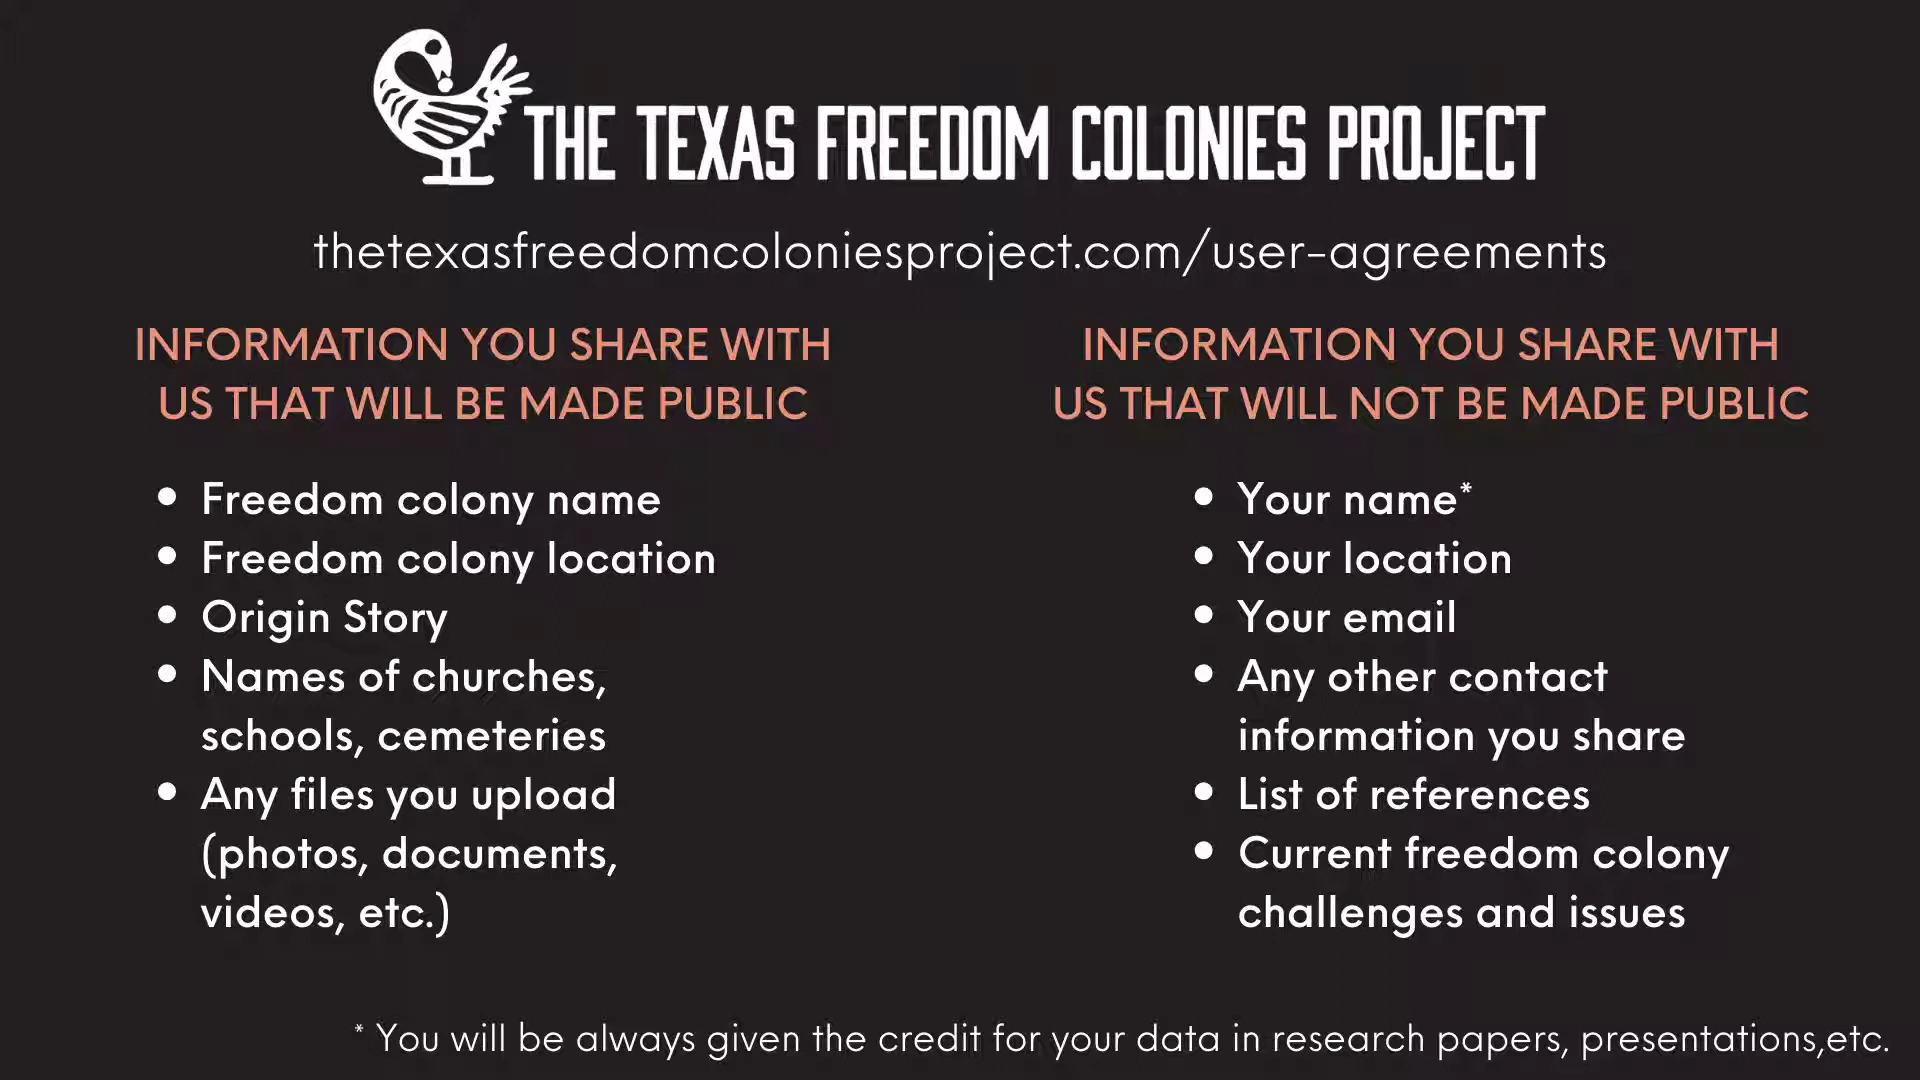 THE TEXAS FREEDOM COLONIES PROJECT
thetexasfreedomcoloniesproject.com/user-agreements
INFORMATION YOU SHARE WITH
US THAT WILL BE MADE PUBLIC
• Freedom colony name
• Freedom colony location
• Origin Story
• Names of churches,
schools, cemeteries
• Any files you upload
(photos, documents,
videos, etc.)
INFORMATION YOU SHARE WITH
US THAT WILL NOT BE MADE PUBLIC
• Your name*
• Your location
• Your email
• Any other contact
information you share
• List of references
• Current freedom colony
challenges and issues
* You will be always given the credit for your data in research papers, presentations,etc.